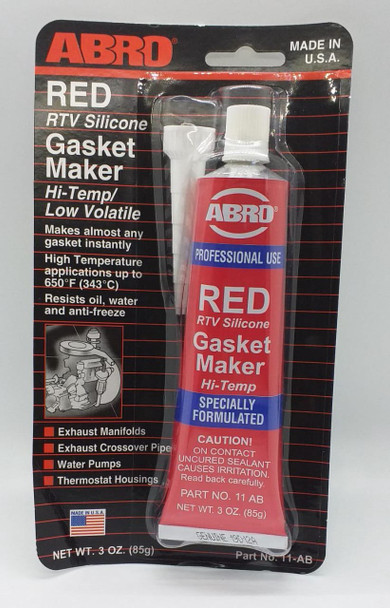 ABRO®
MADE IN
U.S.A.
RED
RTV Silicone
Gasket
Maker
Hi-Temp/
Low Volatile
Makes almost any
gasket instantly
High Temperature
applications up to
650°F (343°C)
Resists oil, water
and anti-freeze
Exhaust Manifolds
Exhaust Crossover Pipe
Water Pumps
Thermostat Housings
MADE IN U.S.A.
NET WT. 3 OZ. (85g)
Part No. 11-AB
ABRO®
PROFESSIONAL USE
RED
RTV Silicone
Gasket
Maker
Hi-Temp
SPECIALLY
FORMULATED
CAUTION!
ON CONTACT
UNCURED SEALANT
CAUSES IRRITATION.
Read back carefully.
PART NO. 11 AB
NET WT. 3 OZ. (85g)
GENUINE